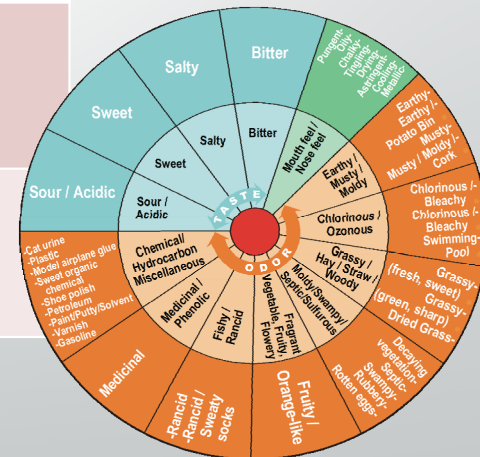 Bitter
Salty
Sweet
Sour / Acidic
Bitter
Salty
Sweet
Sour /
Acidic
TASTE
Pungent-
Oily-
Chalky-
Tingling-
Drying-
Astringent-
Cooling-
Metallic-
Mouth feel /
Nose feel
Earthy-
Earthy /-
Potato Bin
Musty-
Musty / Moldy /-
Cork
Earthy /
Musty /
Moldy
Chlorinous /-
Bleachy
Chlorinous /-
Bleachy
Swimming-
Pool
Chlorinous /
Ozonous
Grassy-
(fresh, sweet)
Grassy-
(green, sharp)
Dried Grass-
Grassy /
Hay / Straw /
Woody
Decaying
vegetation-
Septic-
Swampy-
Rubbery-
Rotten eggs-
Moldy/Swampy/
Septic/Sulfurous
Fruity /
Orange-like
Fragrant
Vegetable, Fruity,
Flowery
-Rancid
-Rancid /
Sweaty
socks
Fishy /
Rancid
Medicinal
Medicinal /
Phenolic
-Cat urine
-Plastic
-Model airplane glue
-Sweet organic
chemical
-Shoe polish
-Petroleum
-Paint/Putty/Solvent
-Varnish
-Gasoline
Chemical/
Hydrocarbon
Miscellaneous
ODOR